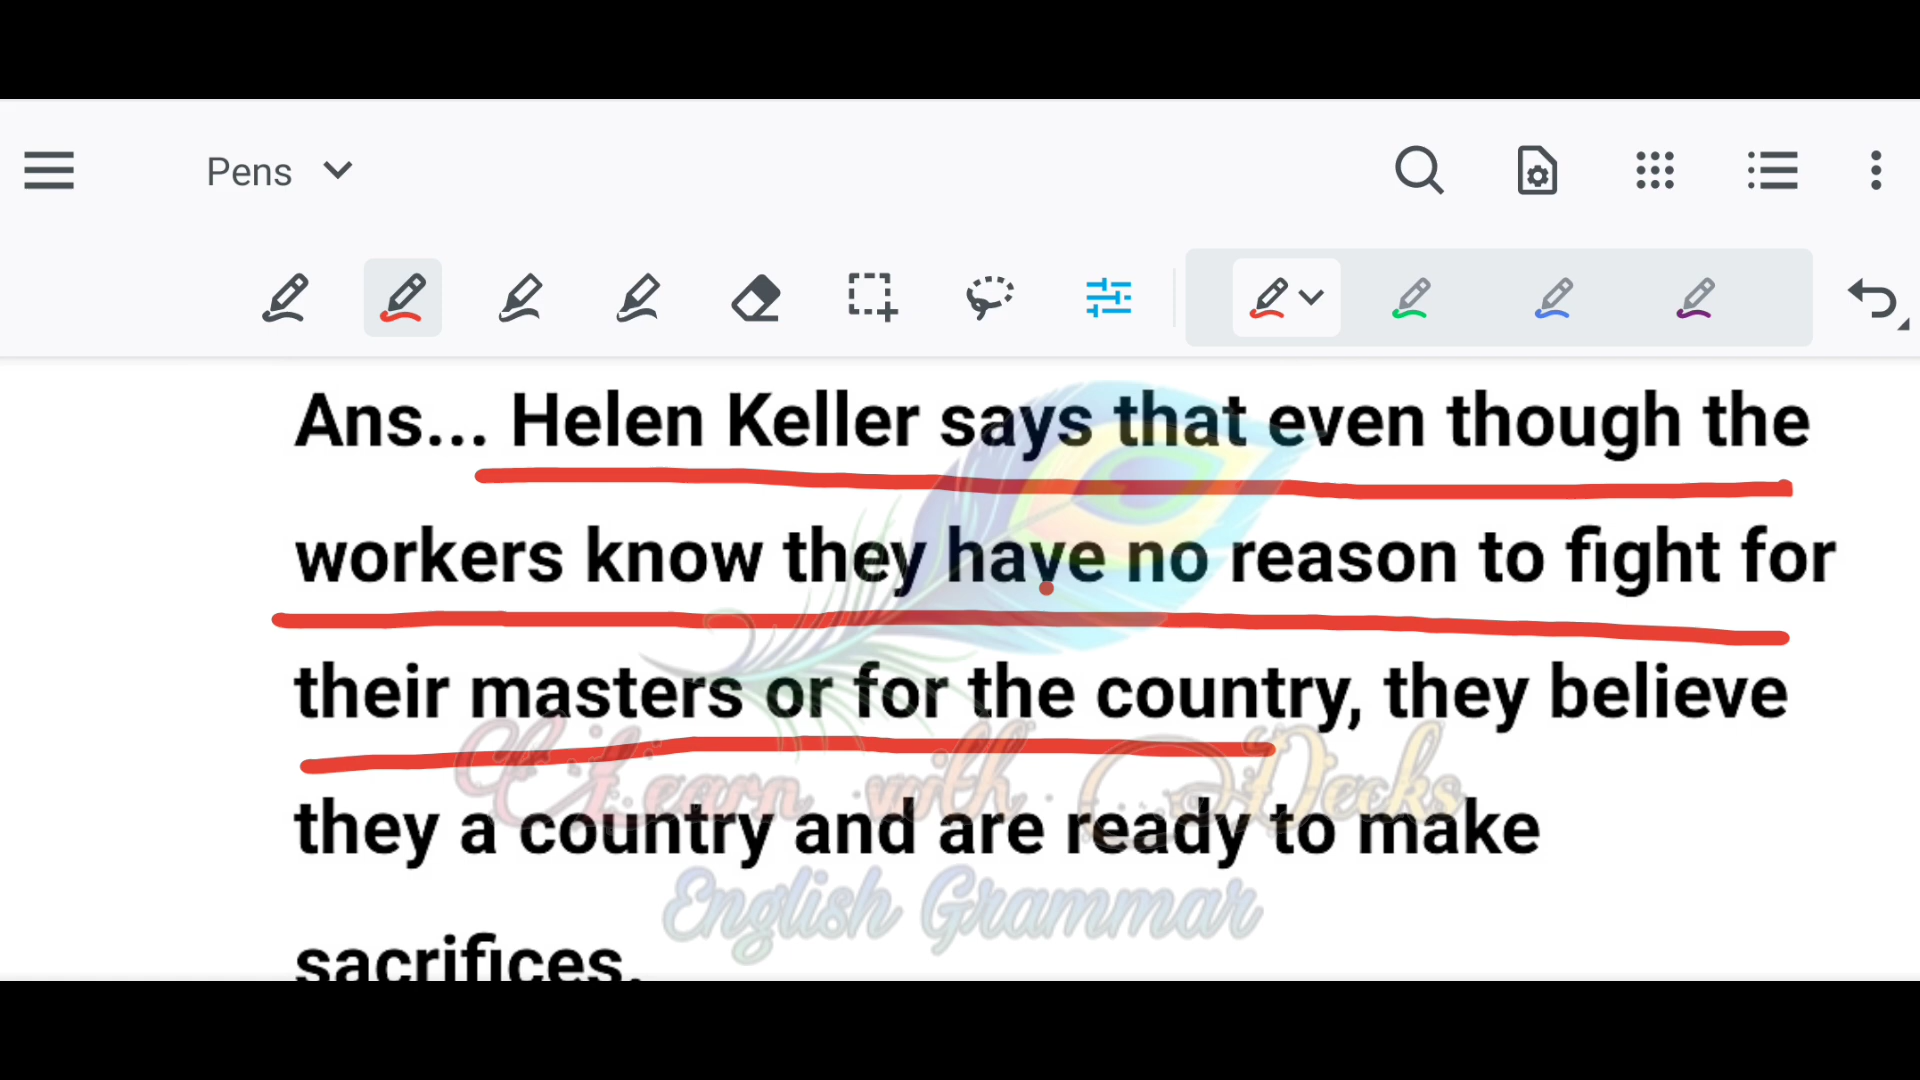 Pens
Ans... Helen Keller says that even though the
workers know they have no reason to fight for
their masters or for the country, they believe
they a country and are ready to make
sacrifices.
Learn with Decks
English Grammar